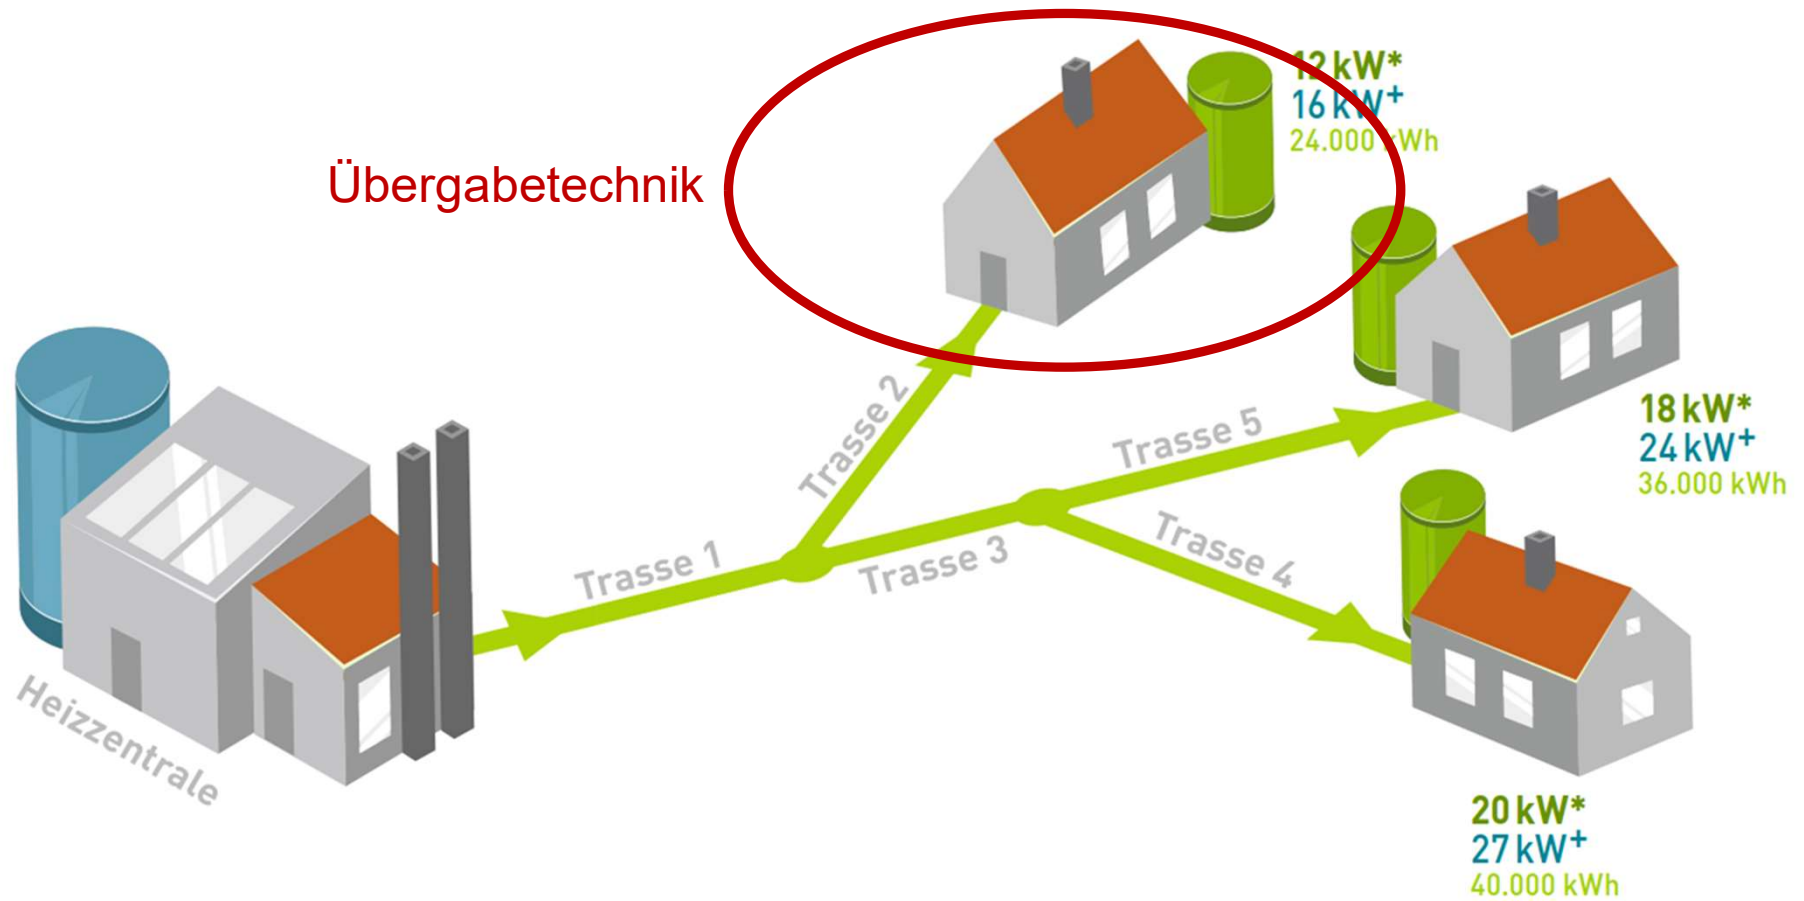 12 kW*
16 kW+
24.000 kWh
Übergabetechnik
18 kW*
24 kW+
36.000 kWh
Trasse 2
Trasse 5
Trasse 1
Trasse 3
Trasse 4
Heizzentrale
20 kW*
27 kW+
40.000 kWh